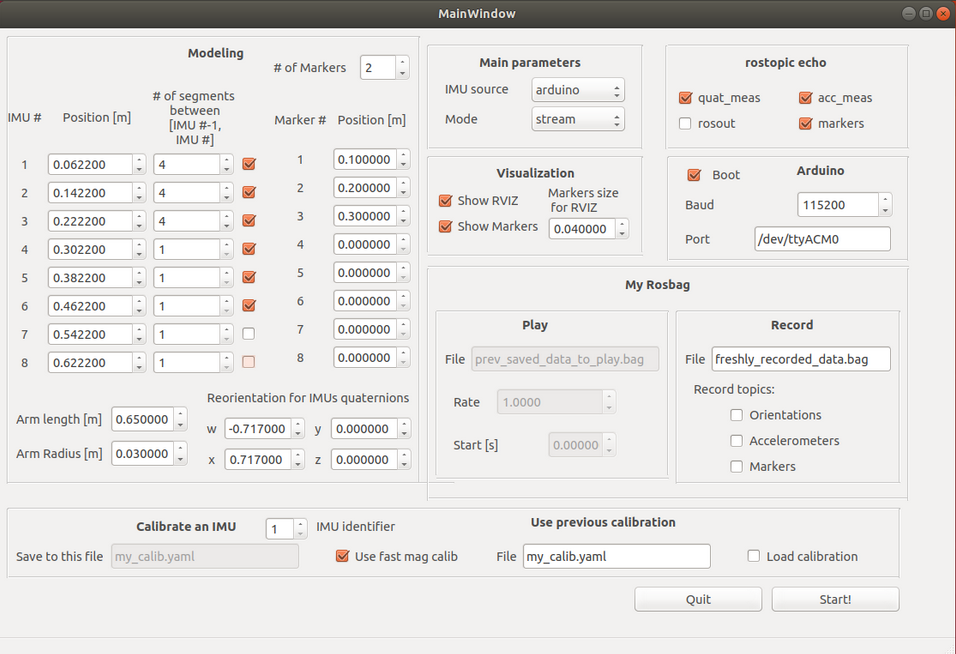 MainWindow
Modeling
# of Markers 2
IMU # Position [m] # of segments between [IMU #-1, IMU #] Marker # Position [m]
1 0.062200 4 1 0.100000
2 0.142200 4 2 0.200000
3 0.222200 4 3 0.300000
4 0.302200 1 4 0.000000
5 0.382200 1 5 0.000000
6 0.462200 1 6 0.000000
7 0.542200 1 7 0.000000
8 0.622200 1 8 0.000000
Reorientation for IMUs quaternions
Arm length [m] 0.650000 w -0.717000 y 0.000000
Arm Radius [m] 0.030000 x 0.717000 z 0.000000
Main parameters
IMU source arduino
Mode stream
rostopic echo
quat_meas acc_meas
rosout markers
Visualization
Show RVIZ
Show Markers
Markers size
for RVIZ
0.040000
Boot Arduino
Baud 115200
Port /dev/ttyACM0
My Rosbag
Play
File prev_saved_data_to_play.bag
Rate 1.0000
Start [s] 0.00000
Record
File freshly_recorded_data.bag
Record topics:
Orientations
Accelerometers
Markers
Calibrate an IMU 1 IMU identifier
Save to this file my_calib.yaml Use fast mag calib
Use previous calibration
File my_calib.yaml Load calibration
Quit Start!